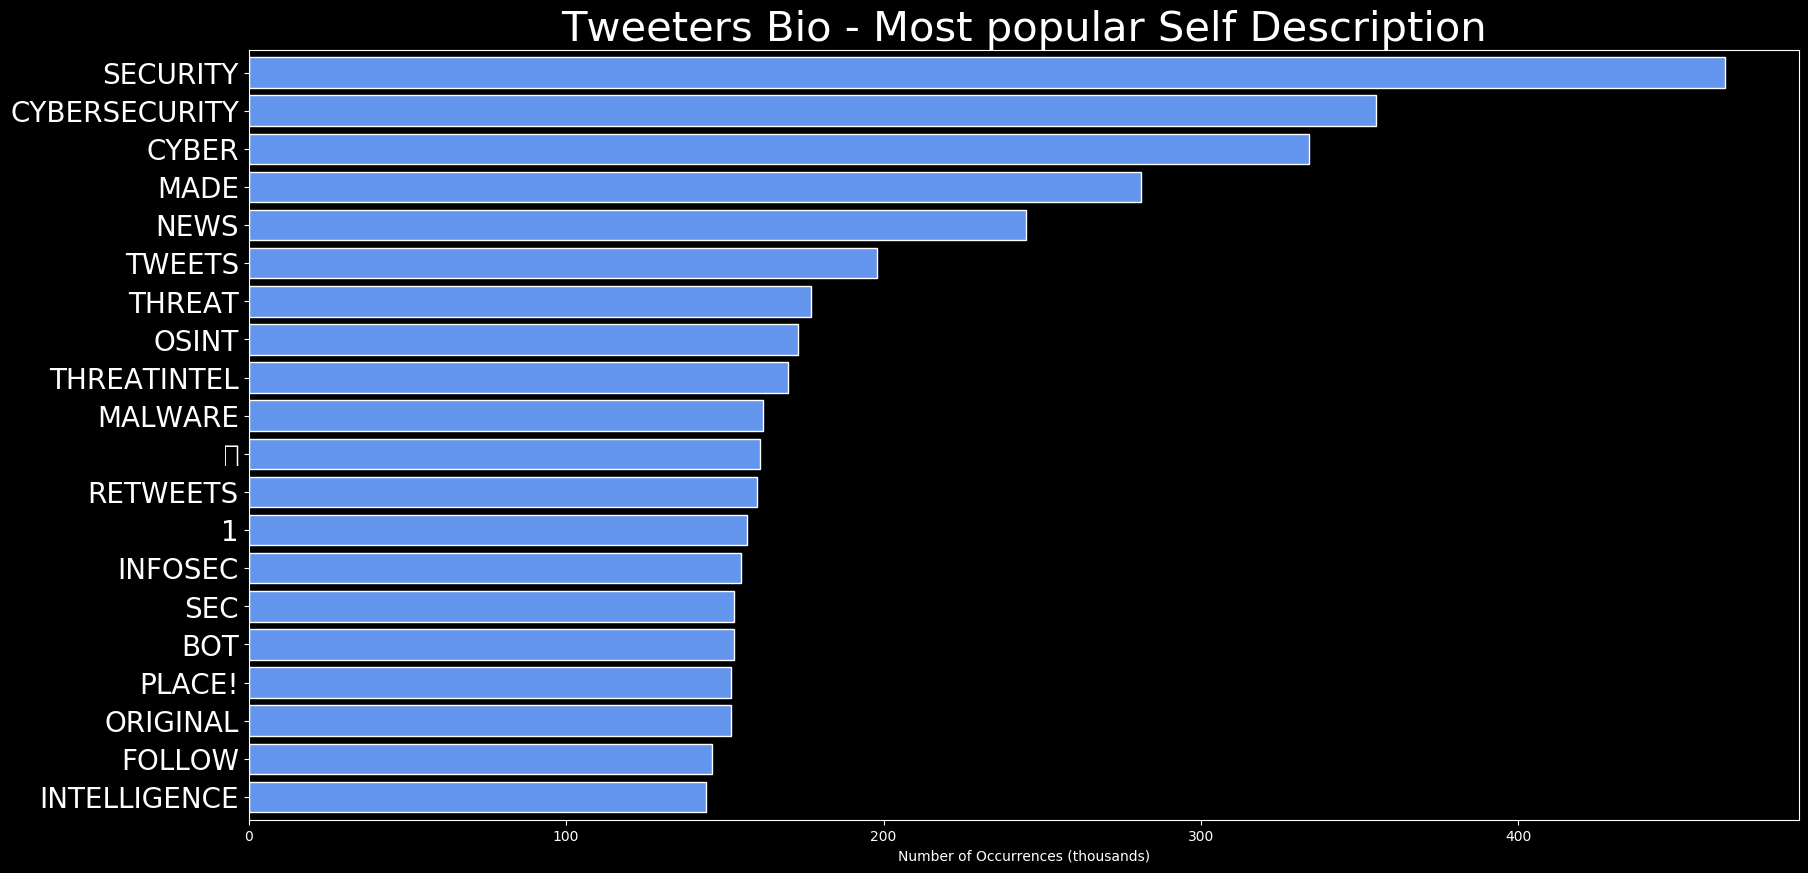 Tweeters Bio - Most popular Self Description
SECURITY
CYBERSECURITY
CYBER
MADE
NEWS
TWEETS
THREAT
OSINT
THREATINTEL
MALWARE
RETWEETS
1
INFOSEC
SEC
BOT
PLACE!
ORIGINAL
FOLLOW
INTELLIGENCE
0 100 200 300 400
Number of Occurrences (thousands)